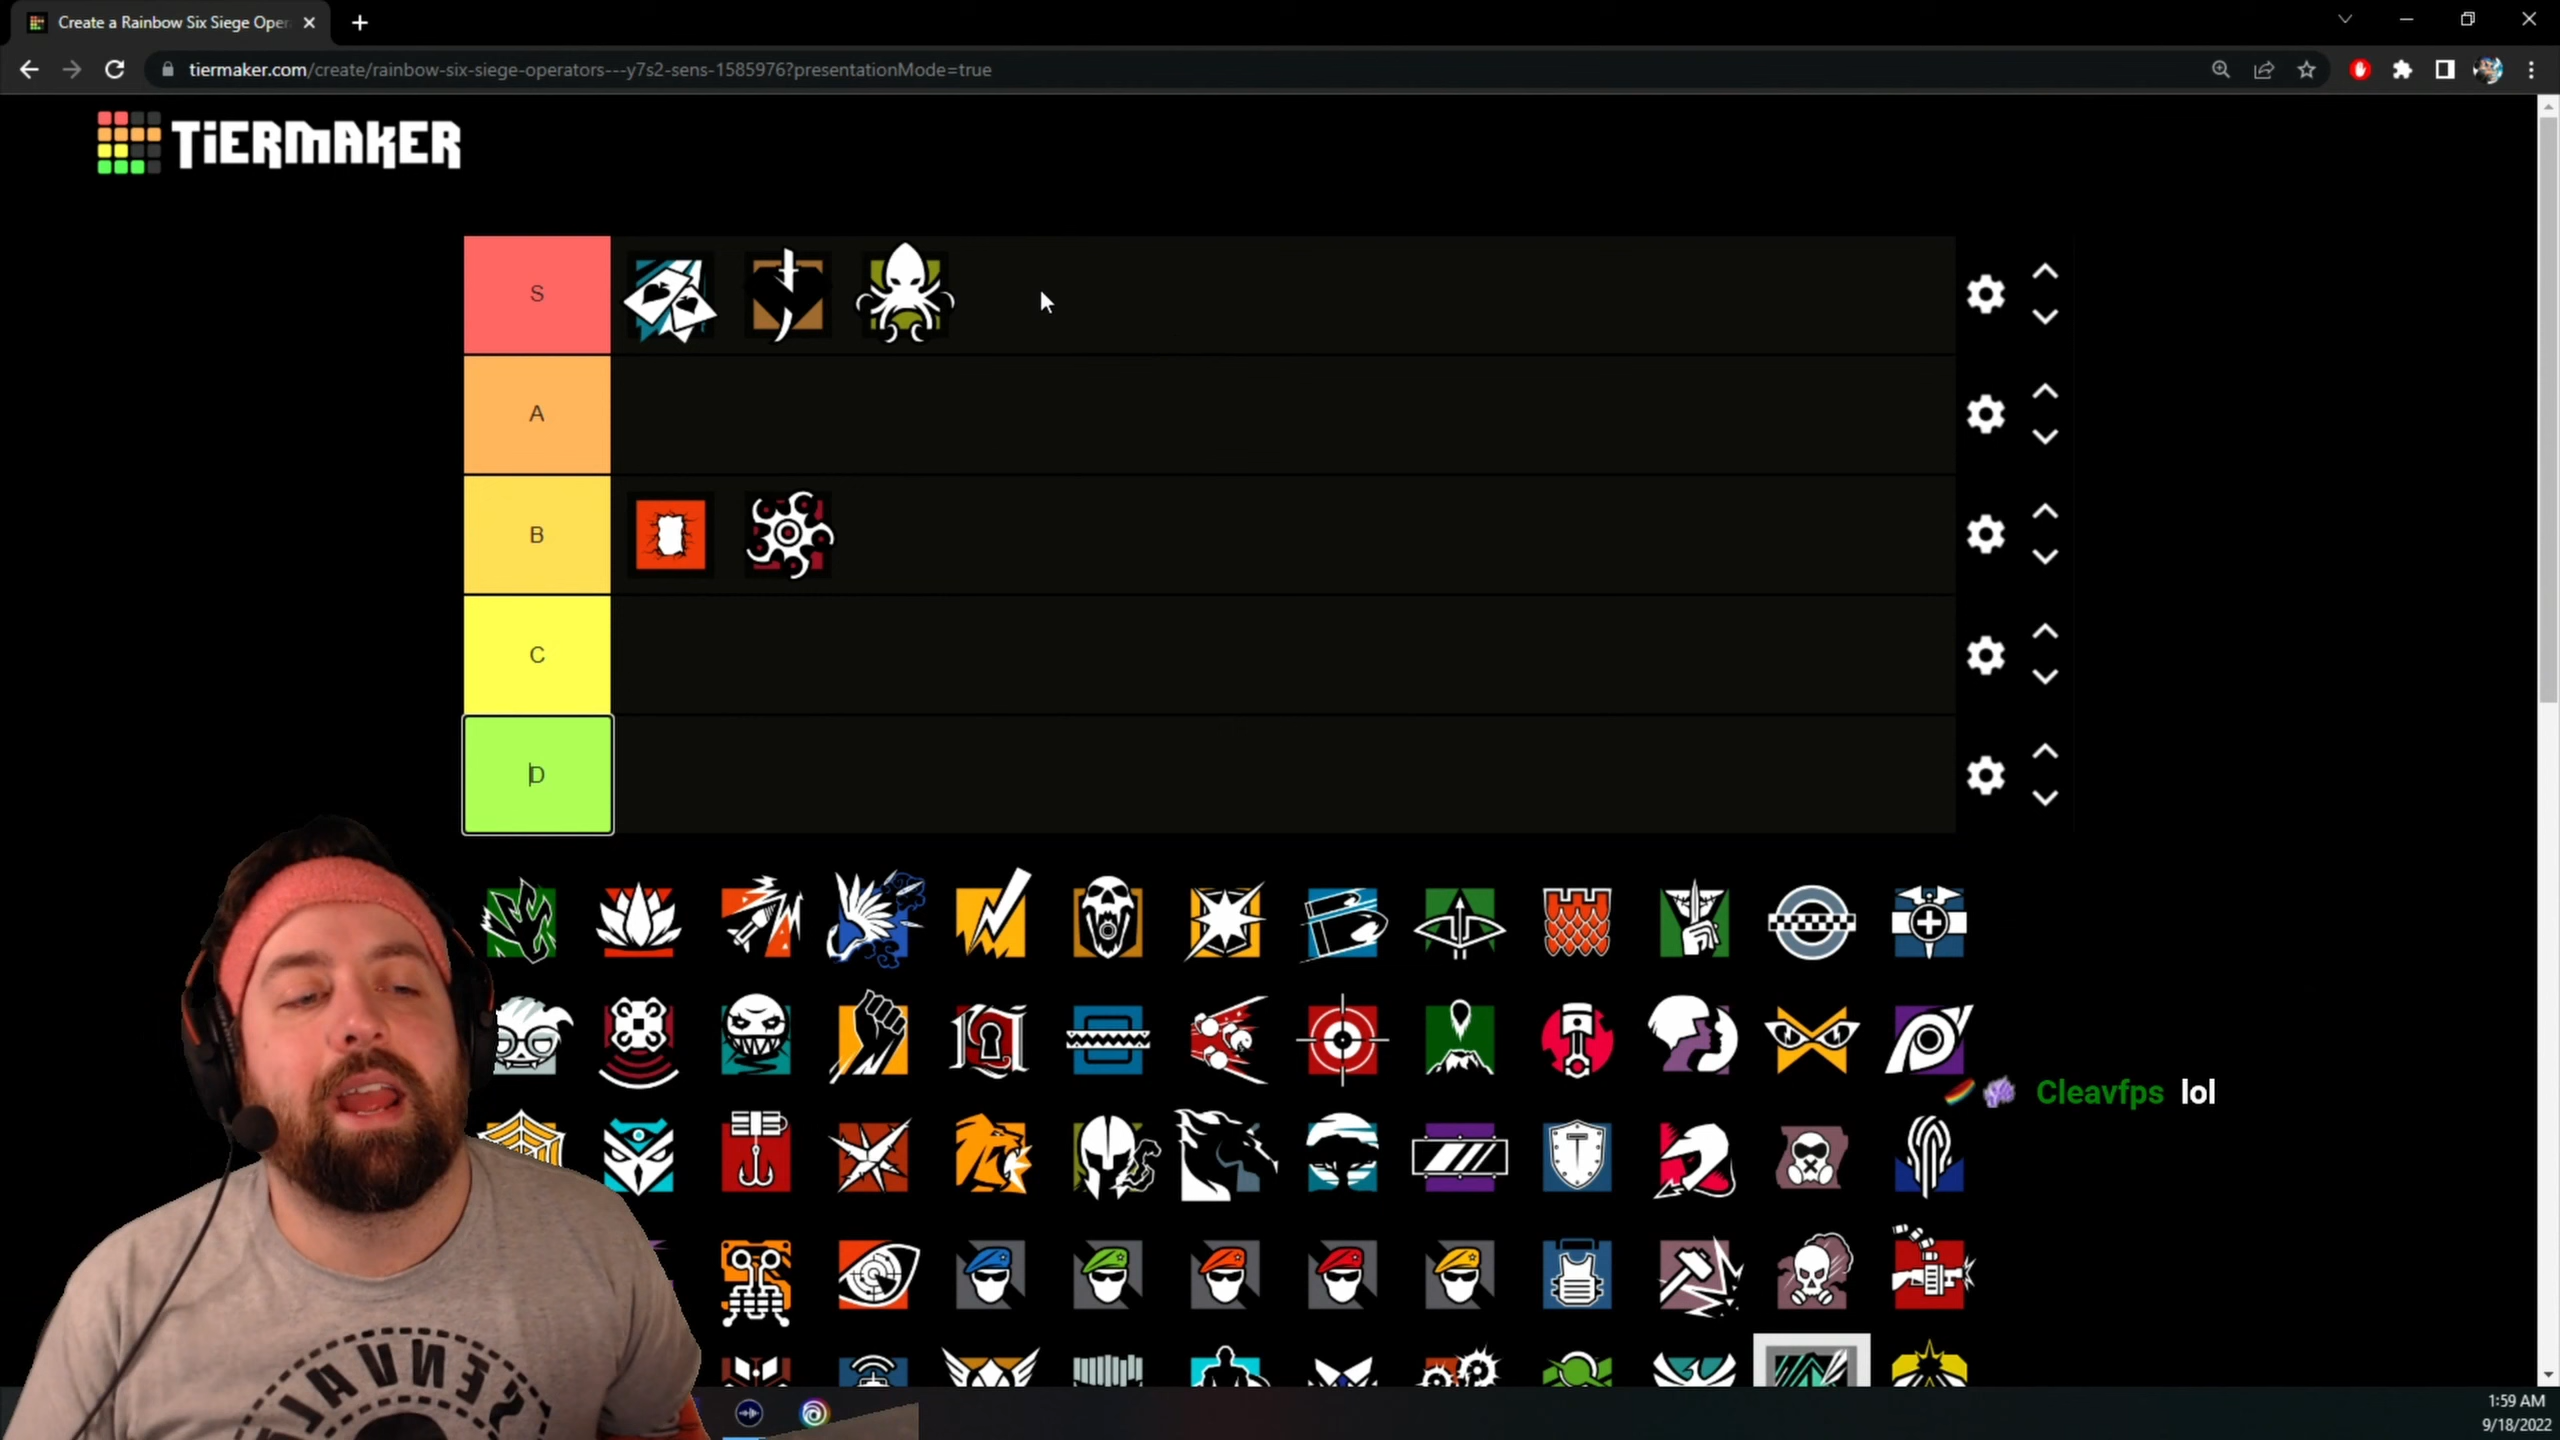 Create a Rainbow Six Siege Oper
tiermaker.com/create/rainbow-six-siege-operators---y7s2-sens-1585976?presentationMode=true
TiERMAKER
S
A
B
C
D
Cleavfps lol
1:59 AM
9/18/2022